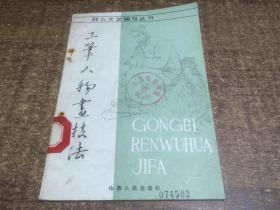 群众文艺辅导丛书
工笔人物画技法
GONGBI
RENWUHUA
JIFA
山西人民出版社
074502